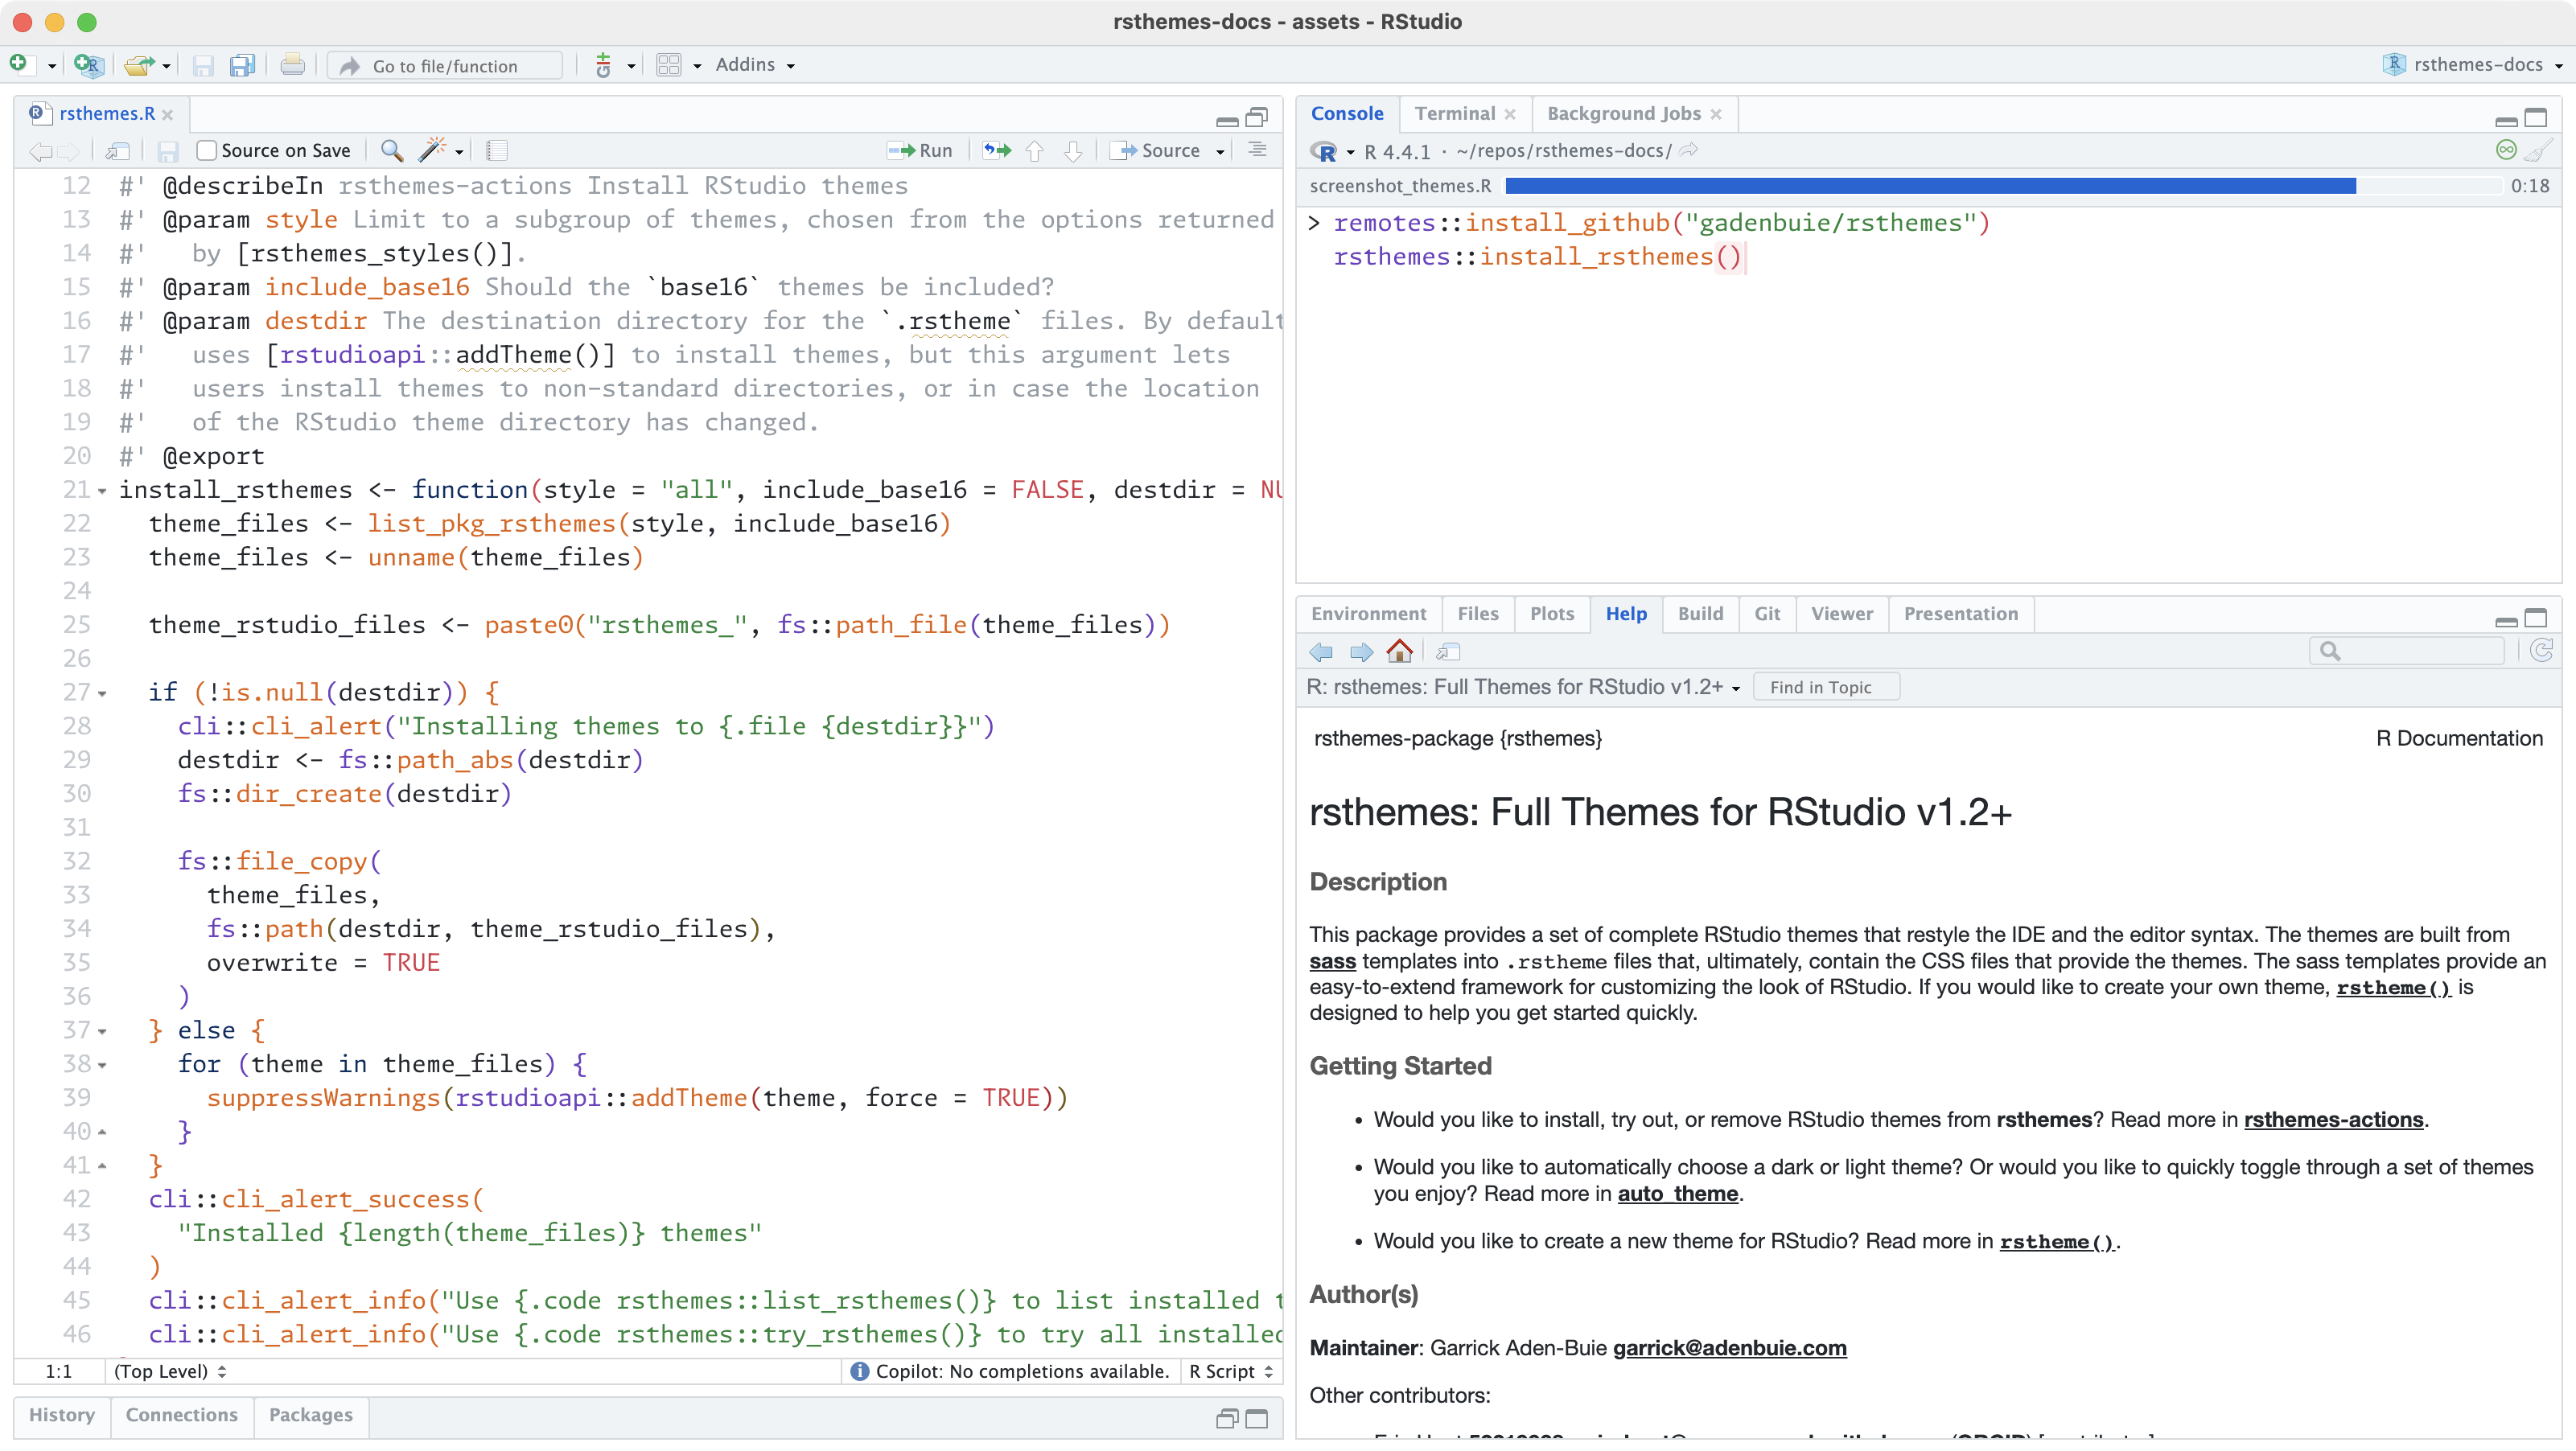 rsthemes-docs - assets - RStudio
Go to file/function
Addins
rsthemes-docs
rsthemes.R
Source on Save
Run
Source
12 #' @describeIn rsthemes-actions Install RStudio themes
13 #' @param style Limit to a subgroup of themes, chosen from the options returned
14 #'   by [rsthemes_styles()].
15 #' @param include_base16 Should the `base16` themes be included?
16 #' @param destdir The destination directory for the `.rstheme` files. By default
17 #'   uses [rstudioapi::addTheme()] to install themes, but this argument lets
18 #'   users install themes to non-standard directories, or in case the location
19 #'   of the RStudio theme directory has changed.
20 #' @export
21 install_rsthemes <- function(style = "all", include_base16 = FALSE, destdir = NU
22   theme_files <- list_pkg_rsthemes(style, include_base16)
23   theme_files <- unname(theme_files)
24
25   theme_rstudio_files <- paste0("rsthemes_", fs::path_file(theme_files))
26
27   if (!is.null(destdir)) {
28     cli::cli_alert("Installing themes to {.file {destdir}}")
29     destdir <- fs::path_abs(destdir)
30     fs::dir_create(destdir)
31
32     fs::file_copy(
33       theme_files,
34       fs::path(destdir, theme_rstudio_files),
35       overwrite = TRUE
36     )
37   } else {
38     for (theme in theme_files) {
39       suppressWarnings(rstudioapi::addTheme(theme, force = TRUE))
40     }
41   }
42   cli::cli_alert_success(
43     "Installed {length(theme_files)} themes"
44   )
45   cli::cli_alert_info("Use {.code rsthemes::list_rsthemes()} to list installed t
46   cli::cli_alert_info("Use {.code rsthemes::try_rsthemes()} to try all installed
1:1 (Top Level) Copilot: No completions available. R Script
History Connections Packages
Console Terminal Background Jobs
R 4.4.1 · ~/repos/rsthemes-docs/
screenshot_themes.R 0:18
> remotes::install_github("gadenbuie/rsthemes")
rsthemes::install_rsthemes()
Environment Files Plots Help Build Git Viewer Presentation
R: rsthemes: Full Themes for RStudio v1.2+ Find in Topic
rsthemes-package {rsthemes} R Documentation
rsthemes: Full Themes for RStudio v1.2+
Description
This package provides a set of complete RStudio themes that restyle the IDE and the editor syntax. The themes are built from
sass templates into .rstheme files that, ultimately, contain the CSS files that provide the themes. The sass templates provide an
easy-to-extend framework for customizing the look of RStudio. If you would like to create your own theme, rstheme() is
designed to help you get started quickly.
Getting Started
• Would you like to install, try out, or remove RStudio themes from rsthemes? Read more in rsthemes-actions.
• Would you like to automatically choose a dark or light theme? Or would you like to quickly toggle through a set of themes
you enjoy? Read more in auto_theme.
• Would you like to create a new theme for RStudio? Read more in rstheme().
Author(s)
Maintainer: Garrick Aden-Buie garrick@adenbuie.com
Other contributors: